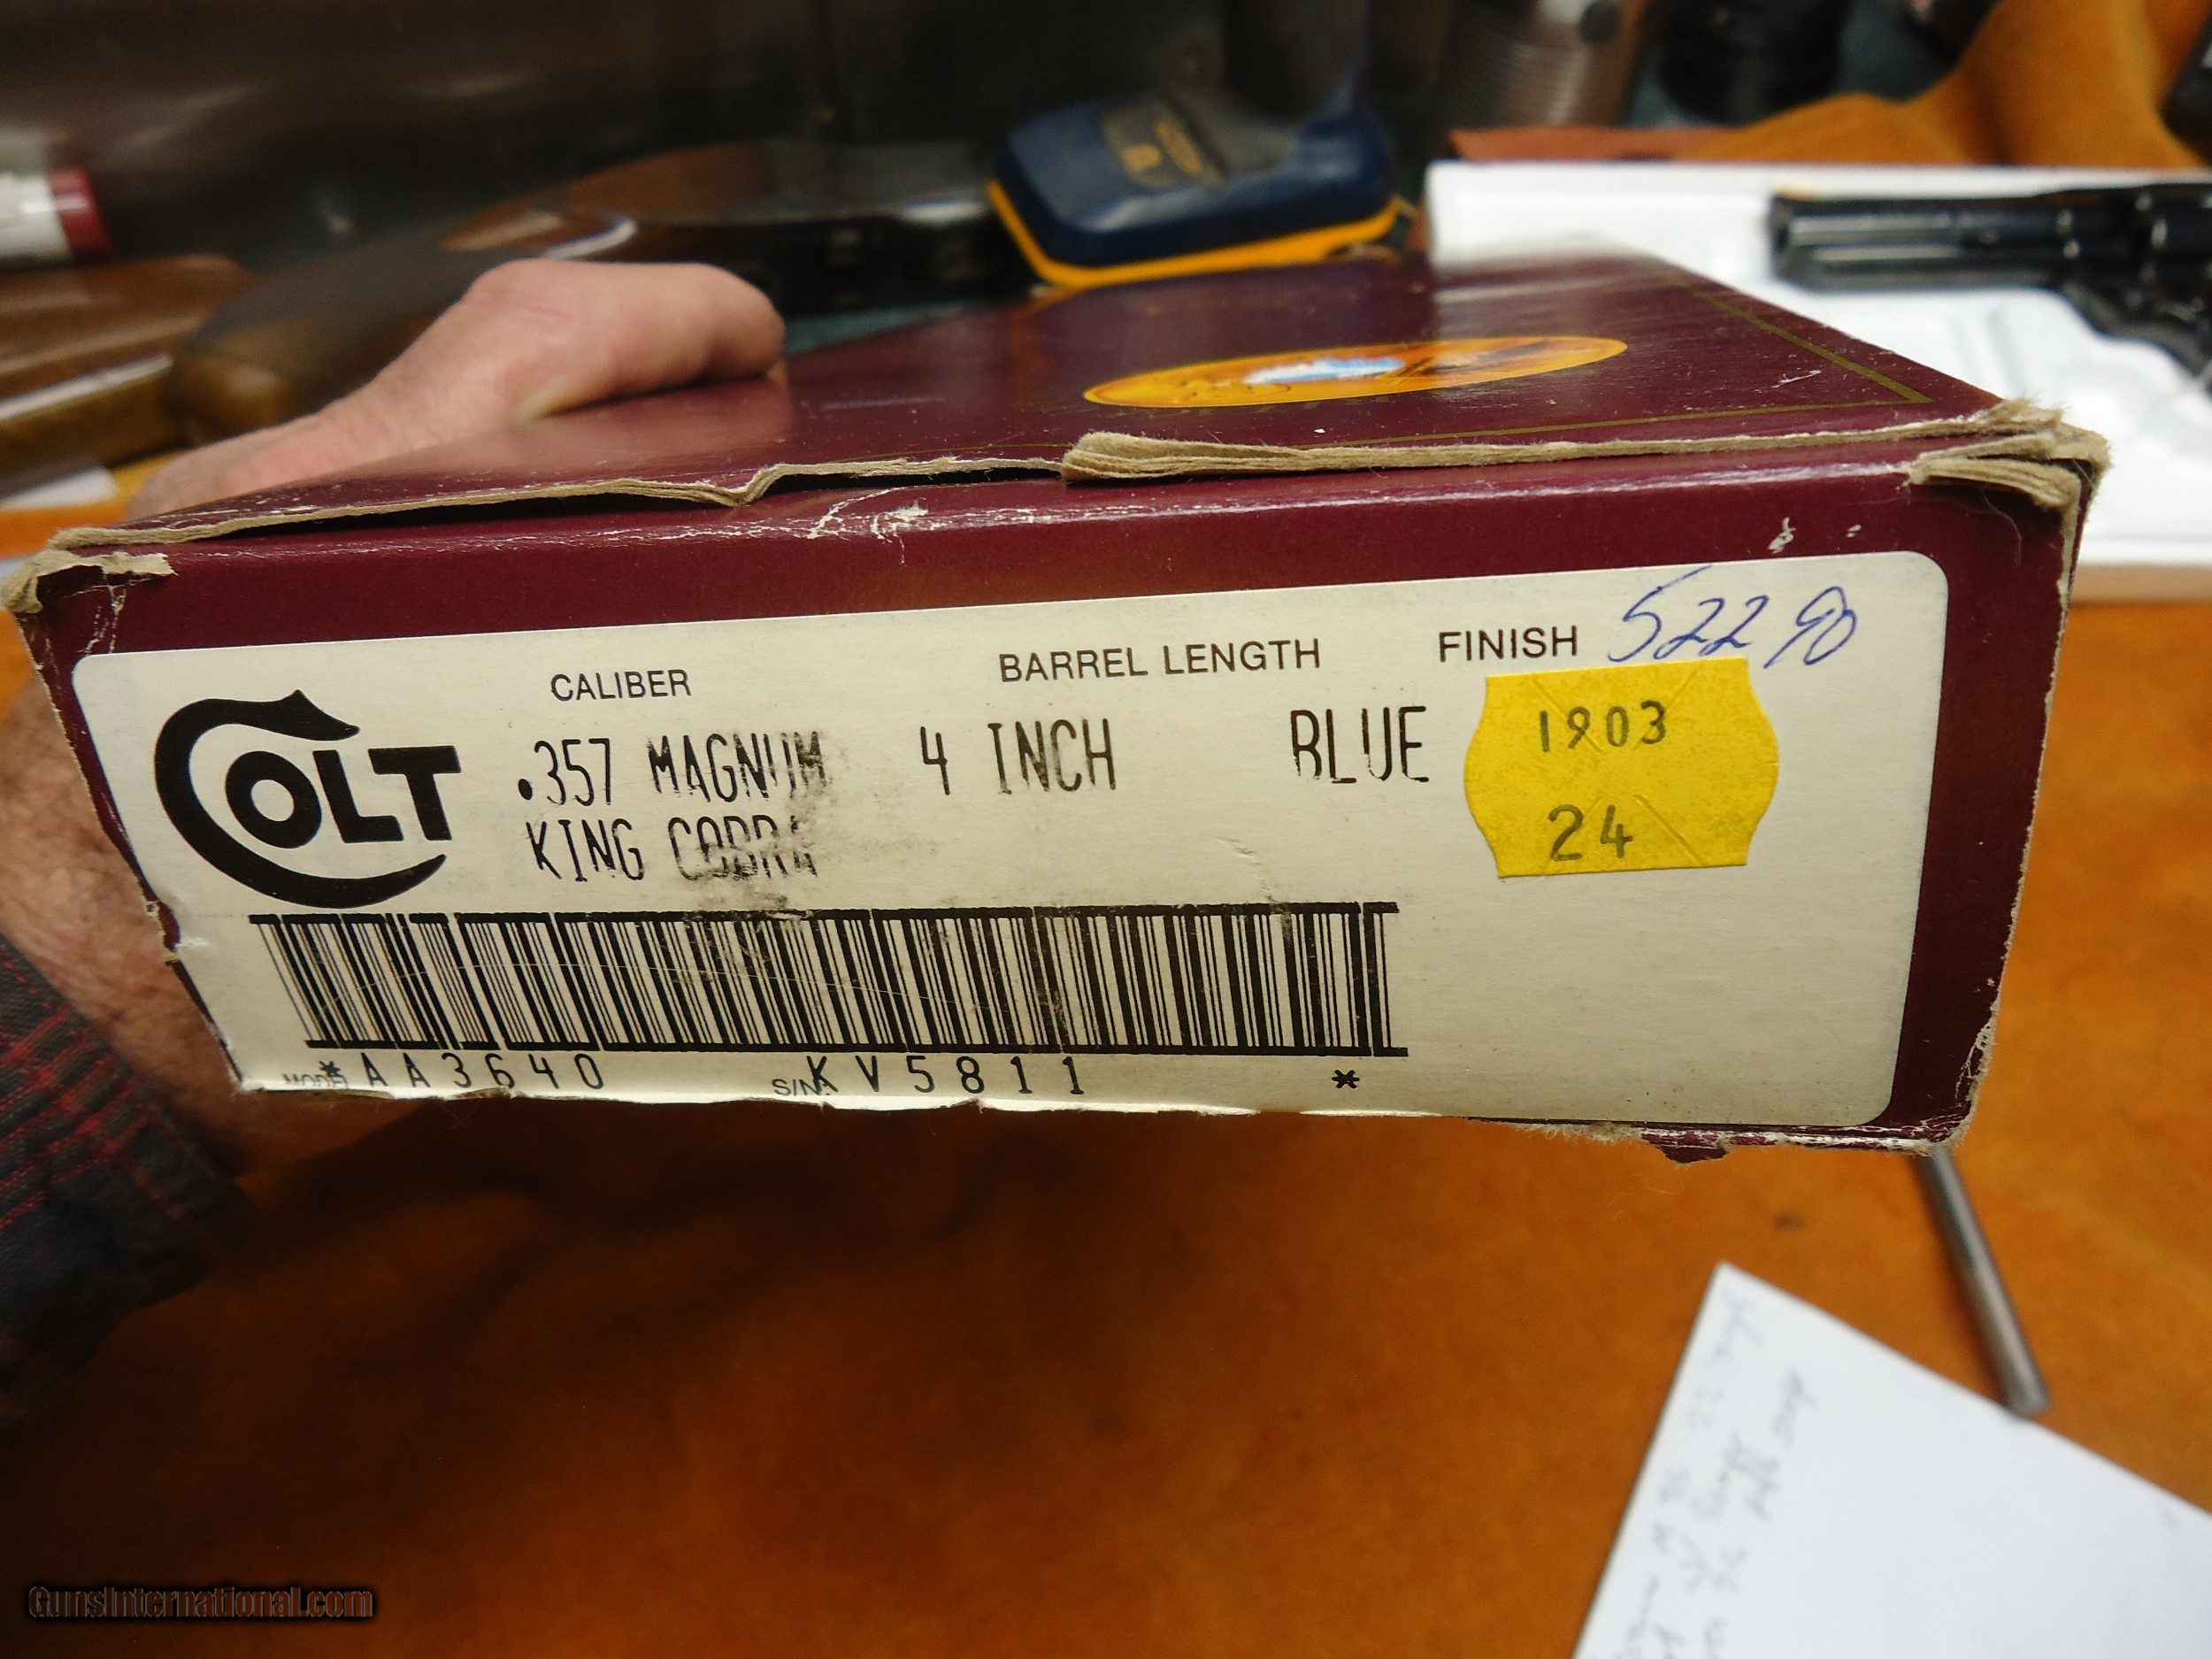 CALIBER BARREL LENGTH FINISH 522 90
COLT
.357 MAGNUM 4 INCH BLUE
KING COBRA
1903
24
*AA3640 S/N KV5811 *
GunsInternational.com